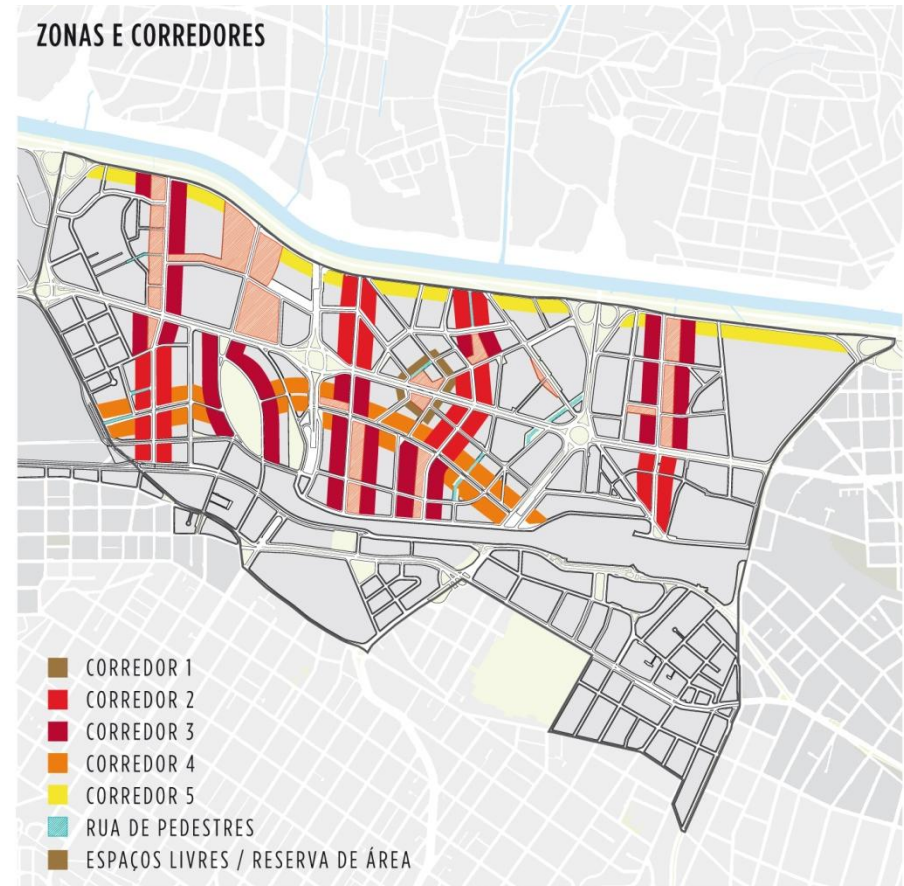 ZONAS E CORREDORES
CORREDOR 1
CORREDOR 2
CORREDOR 3
CORREDOR 4
CORREDOR 5
RUA DE PEDESTRES
ESPAÇOS LIVRES / RESERVA DE ÁREA